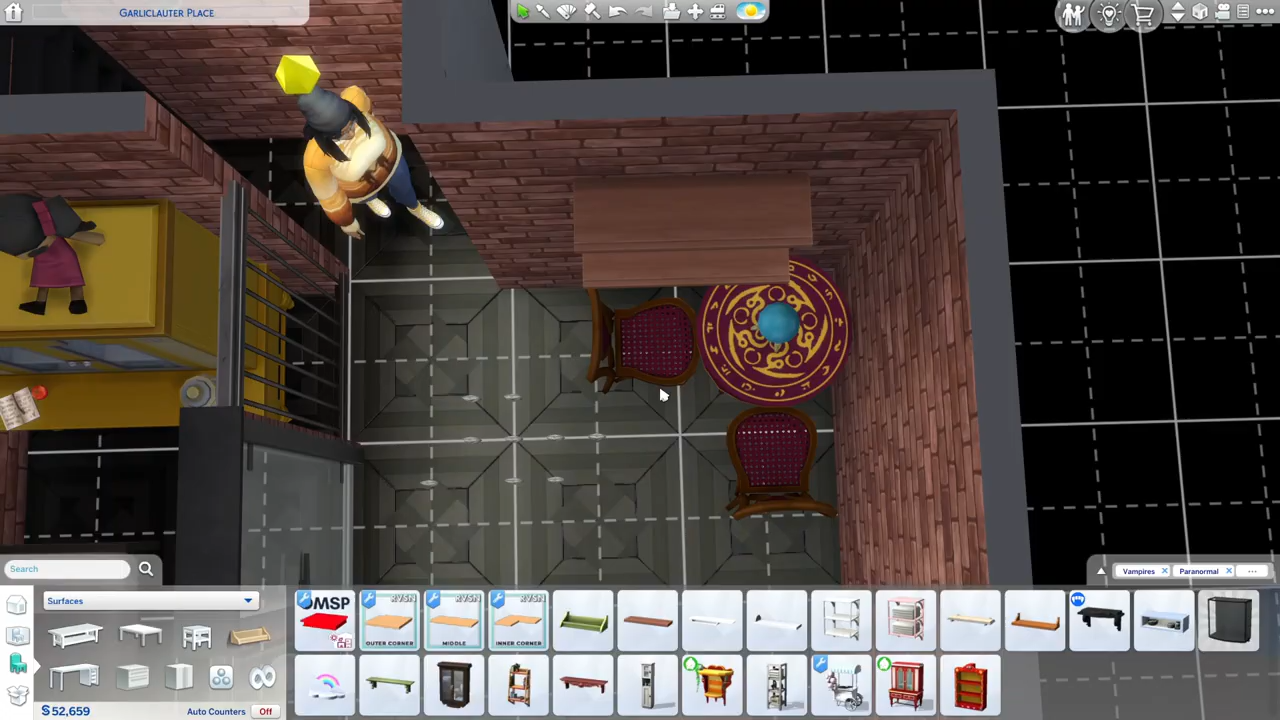 GARLICLAUTER PLACE
Search
Vampires
Paranormal
...
Surfaces
OMSP
RVSN
OUTER CORNER
RVSN
MIDDLE
RVSN
INNER CORNER
$52,659
Auto Counters
Off